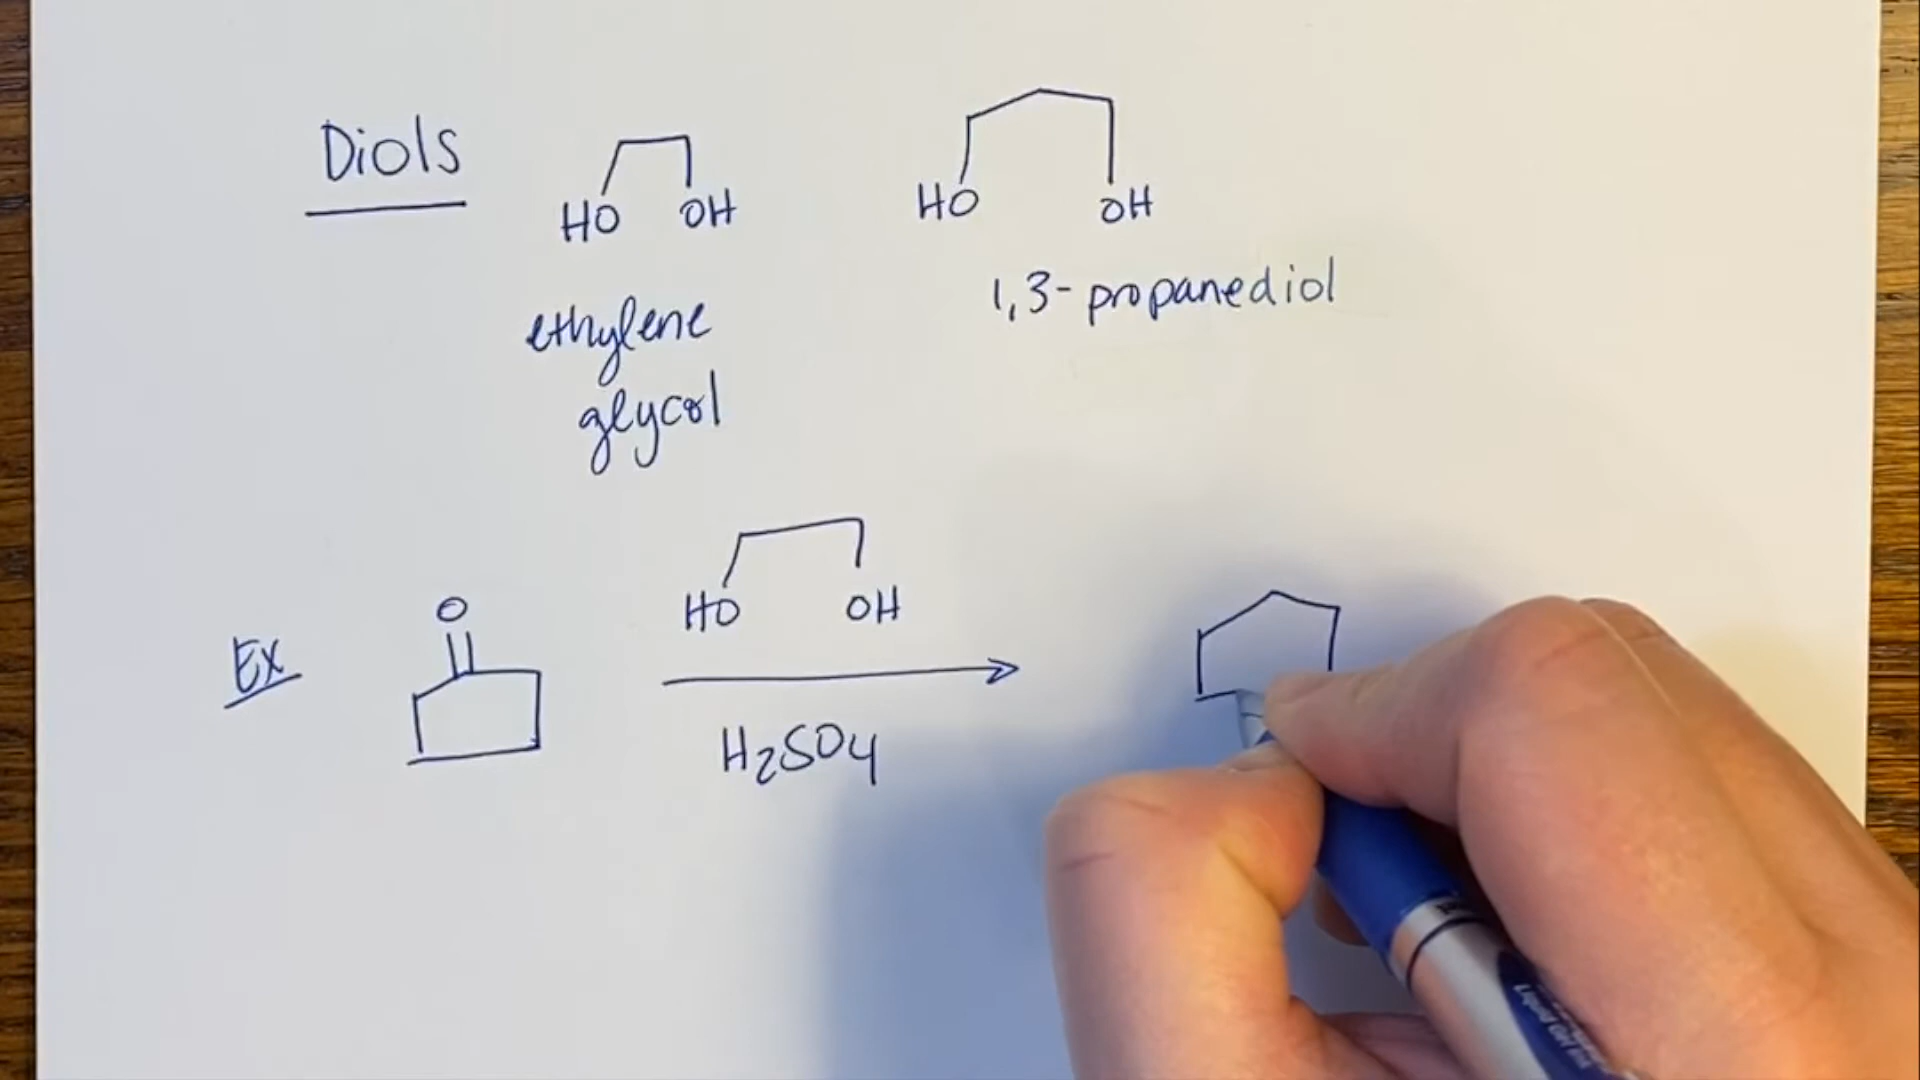 Diols
HO OH
HO OH
ethylene
glycol
1,3-propanediol
Ex
O
HO OH
H2SO4